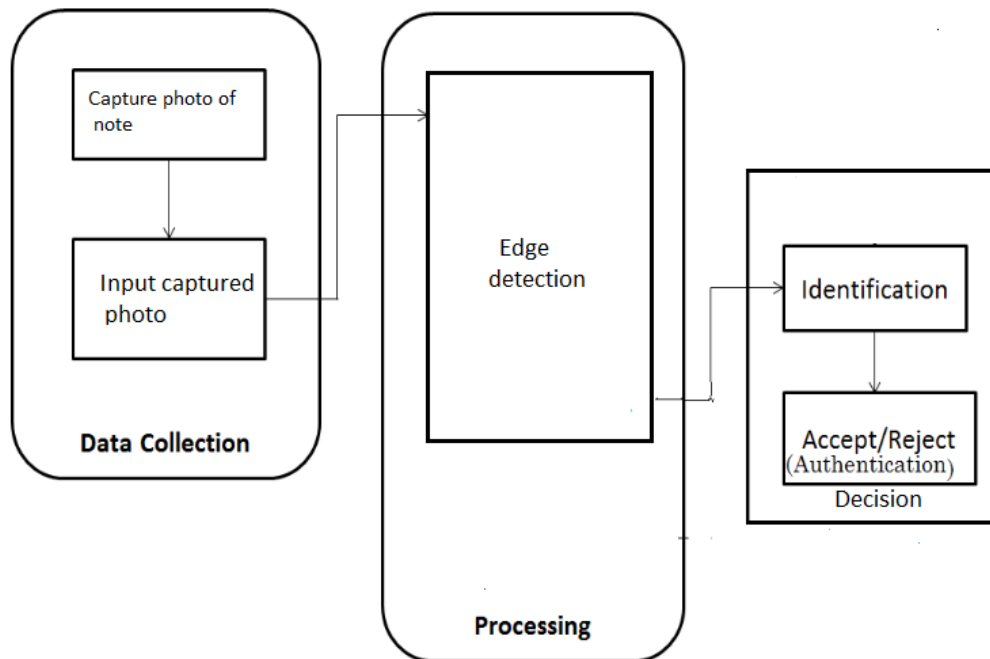 Capture photo of
note
Input captured
photo
Data Collection
Edge
detection
Processing
Identification
Accept/Reject
(Authentication)
Decision